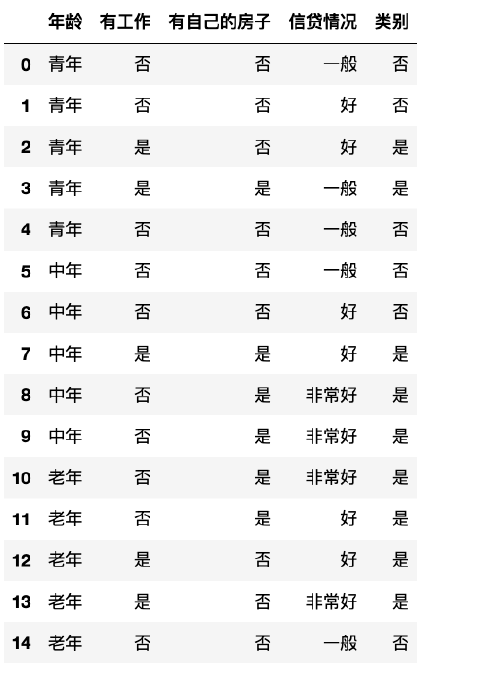 年龄 有工作 有自己的房子 信贷情况 类别
0 青年 否 否 一般 否
1 青年 否 否 好 否
2 青年 是 否 好 是
3 青年 是 是 一般 是
4 青年 否 否 一般 否
5 中年 否 否 一般 否
6 中年 否 否 好 否
7 中年 是 是 好 是
8 中年 否 是 非常好 是
9 中年 否 是 非常好 是
10 老年 否 是 非常好 是
11 老年 否 是 好 是
12 老年 是 否 好 是
13 老年 是 否 非常好 是
14 老年 否 否 一般 否